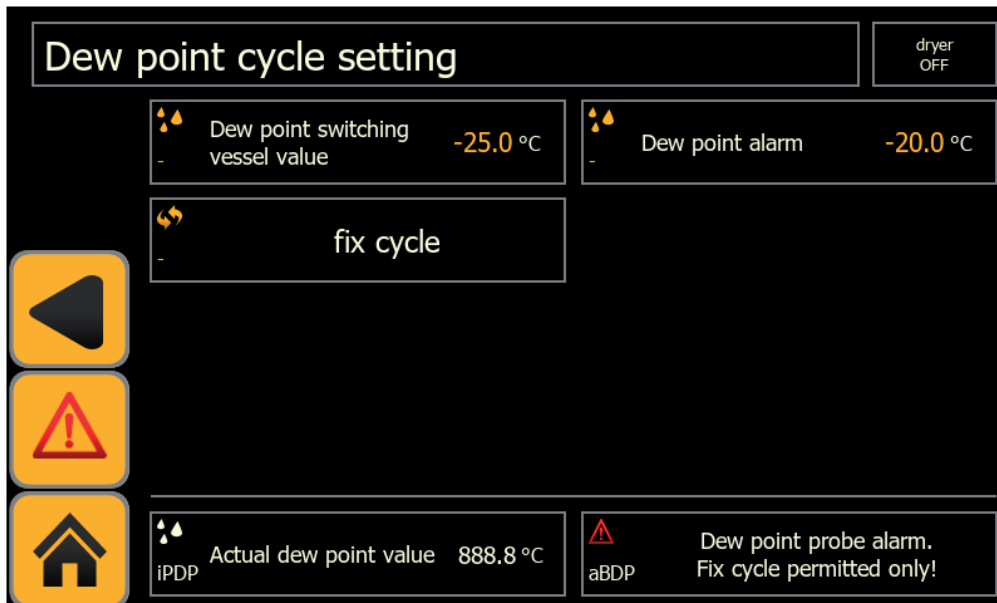 Dew point cycle setting
dryer
OFF
Dew point switching
vessel value
-25.0 °C
-
Dew point alarm
-20.0 °C
-
fix cycle
-
Actual dew point value
888.8 °C
iPDP
Dew point probe alarm.
Fix cycle permitted only!
aBDP